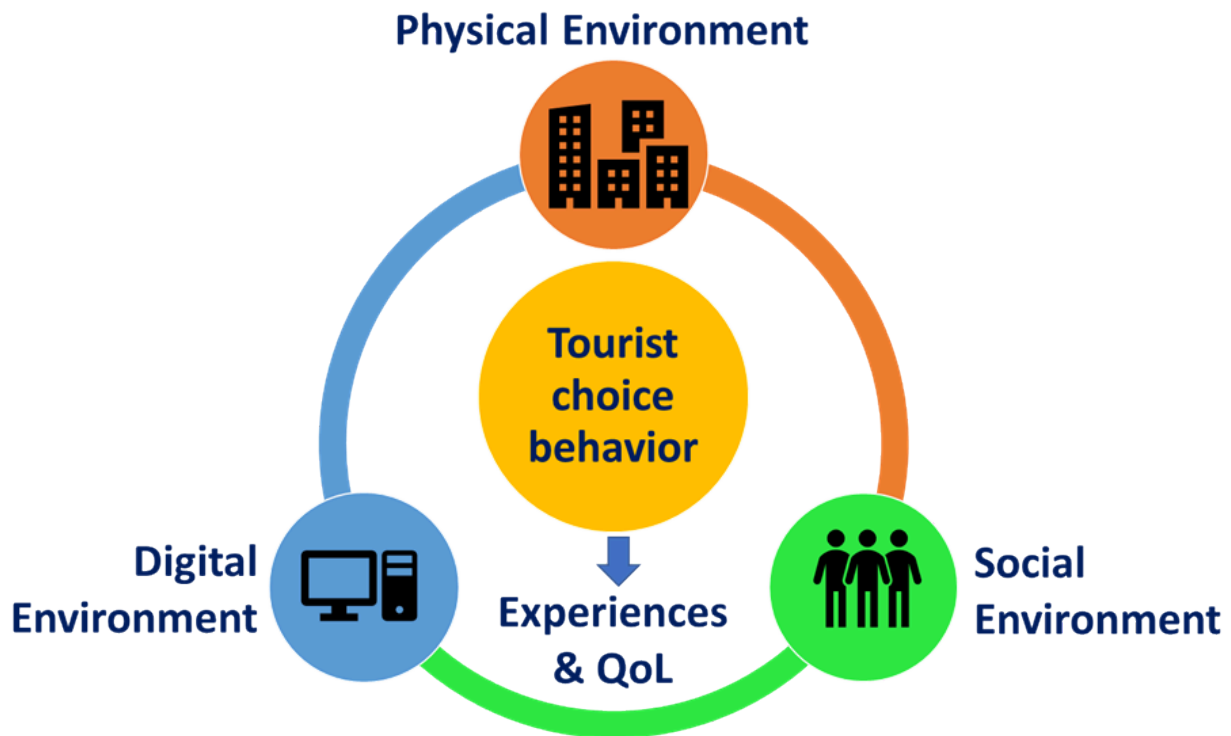 Physical Environment
Tourist
choice
behavior
Digital
Environment
Experiences
& QoL
Social
Environment